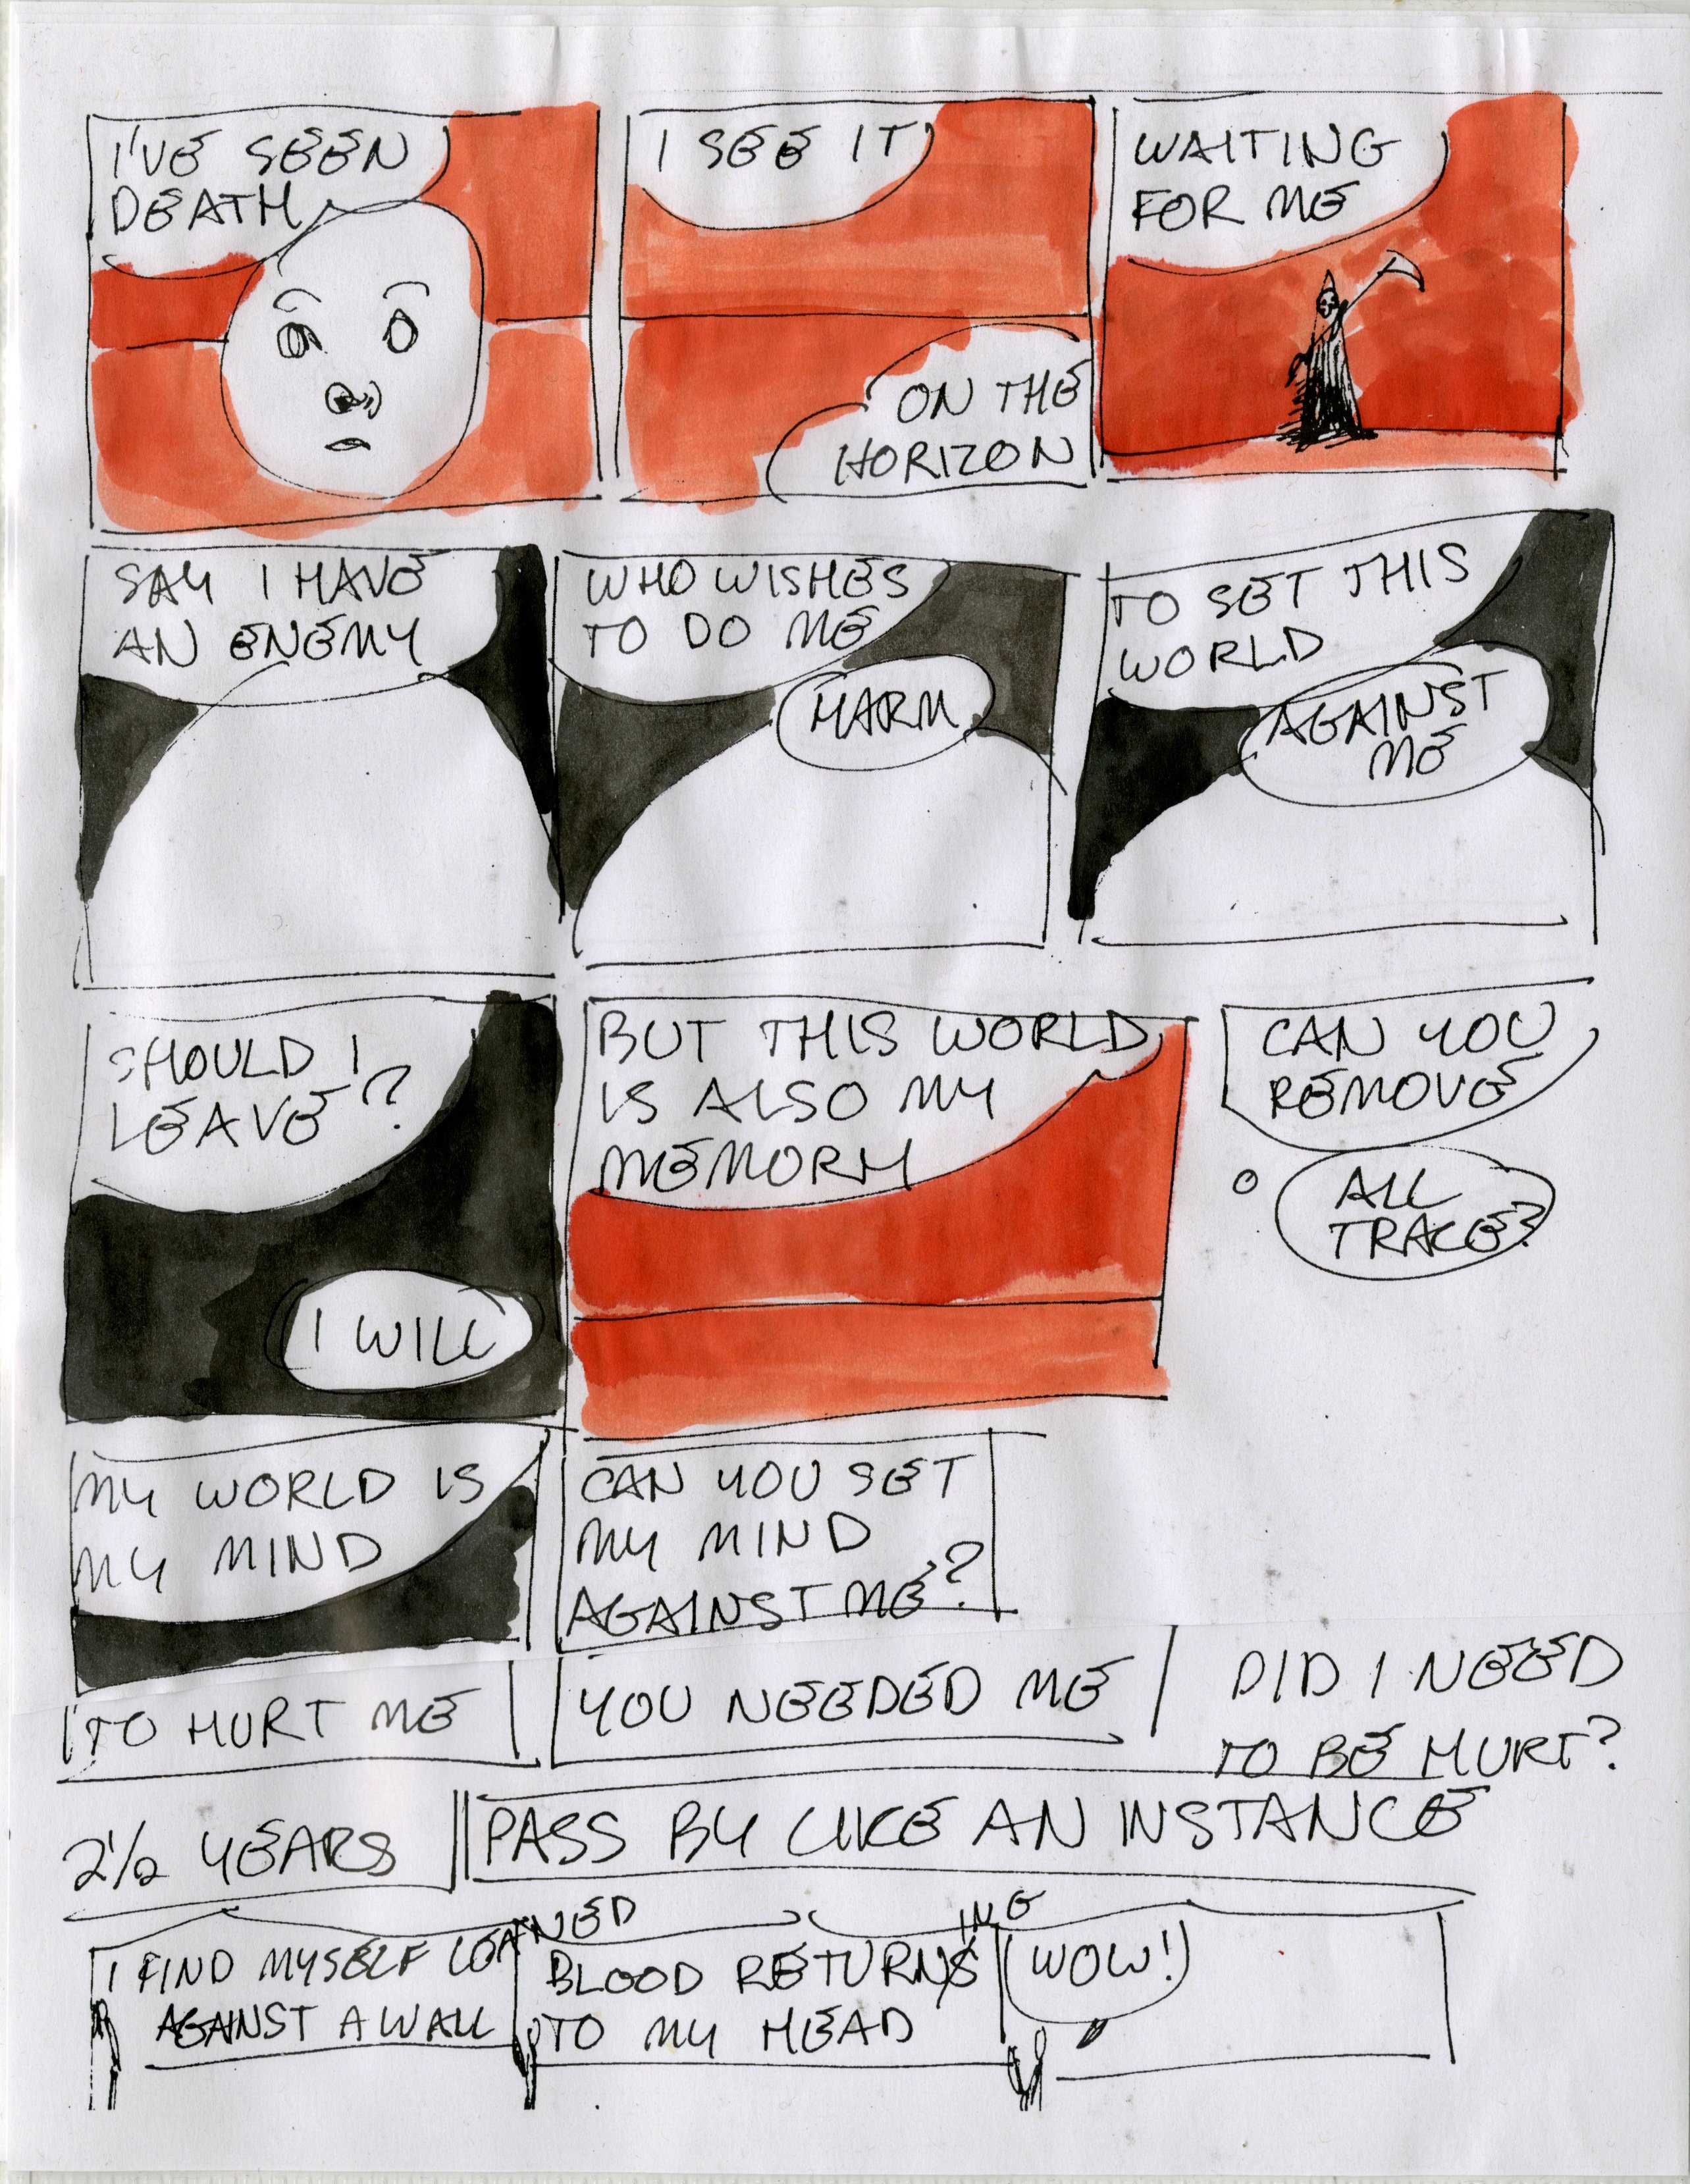 I'VE SEEN
DEATH
I SEE IT
ON THE
HORIZON
WAITING
FOR ME
SAY I HAVE
AN ENEMY
WHO WISHES
TO DO ME
HARM
TO SET THIS
WORLD
AGAINST
ME
SHOULD I
LEAVE?
I WILL
BUT THIS WORLD
IS ALSO MY
MEMORY
CAN YOU
REMOVE
ALL
TRACE?
MY WORLD IS
MY MIND
CAN YOU SET
MY MIND
AGAINST ME?
TO HURT ME
YOU NEEDED ME
DID I NEED
TO BE HURT?
2½ YEARS
PASS BY LIKE AN INSTANCE
I FIND MYSELF LEANED
AGAINST A WALL
BLOOD RETURNING
TO MY HEAD
WOW!